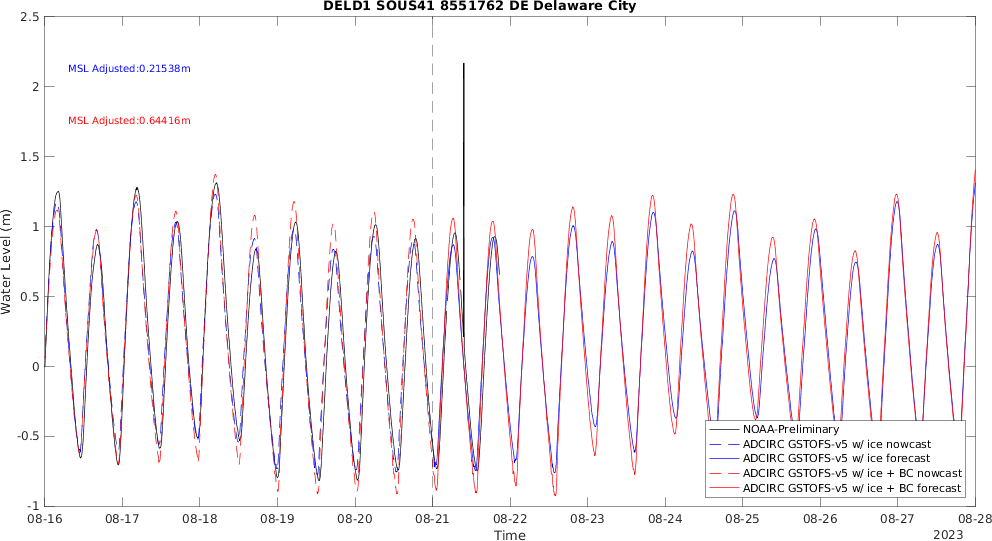 DELD1 SOUS41 8551762 DE Delaware City
2.5
2
1.5
1
0.5
0
-0.5
-1
Water Level (m)
MSL Adjusted:0.21538m
MSL Adjusted:0.64416m
NOAA-Preliminary
ADCIRC GSTOFS-v5 w/ ice nowcast
ADCIRC GSTOFS-v5 w/ ice forecast
ADCIRC GSTOFS-v5 w/ ice + BC nowcast
ADCIRC GSTOFS-v5 w/ ice + BC forecast
08-16 08-17 08-18 08-19 08-20 08-21 08-22 08-23 08-24 08-25 08-26 08-27 08-28
Time
2023